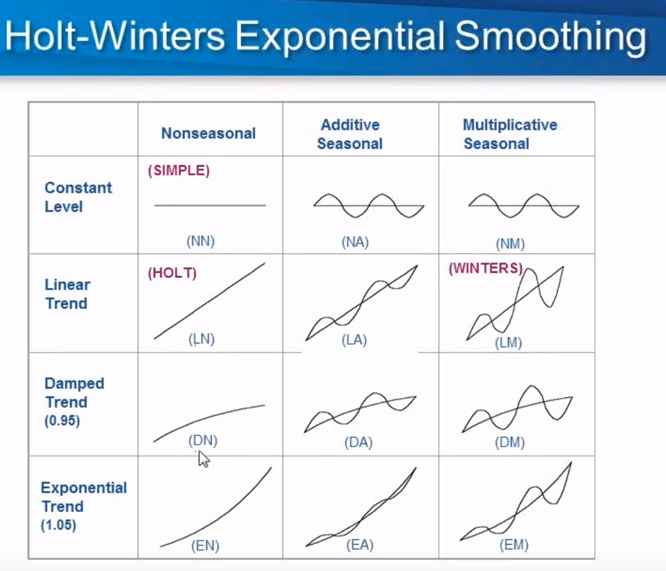 Holt-Winters Exponential Smoothing
Nonseasonal
Additive
Seasonal
Multiplicative
Seasonal
Constant
Level
(SIMPLE)
(NN)
(NA)
(NM)
Linear
Trend
(HOLT)
(LN)
(LA)
(WINTERS)
(LM)
Damped
Trend
(0.95)
(DN)
(DA)
(DM)
Exponential
Trend
(1.05)
(EN)
(EA)
(EM)